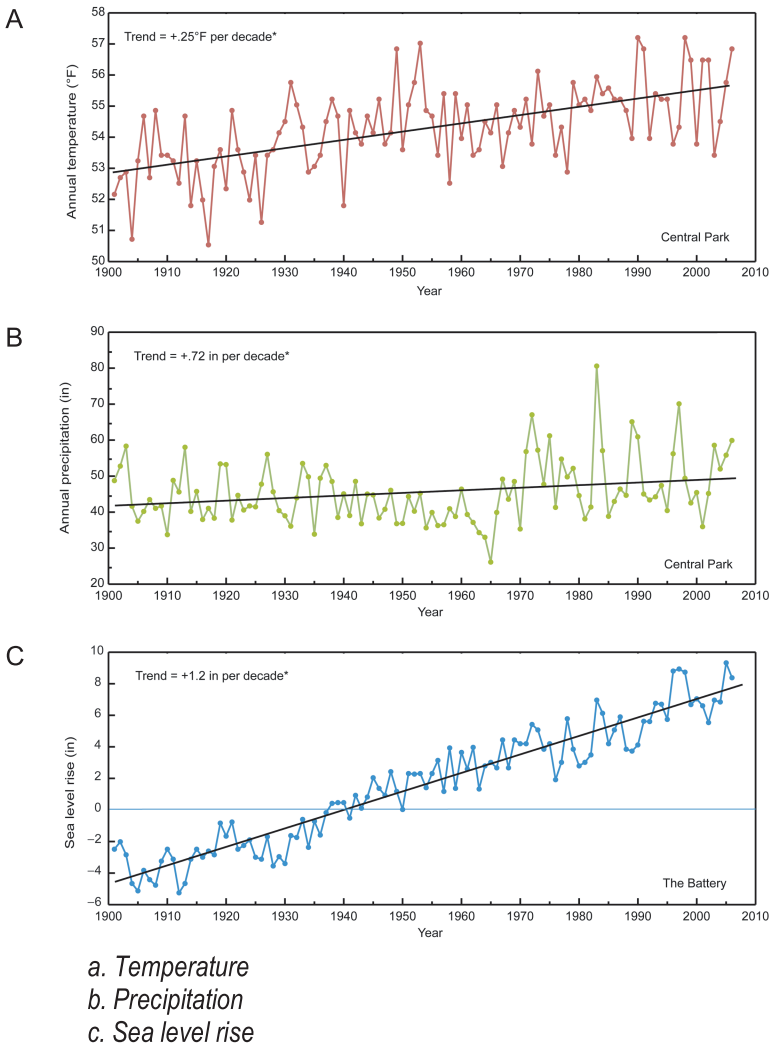 A
58
57
56
55
54
53
52
51
50
Annual temperature (°F)
Trend = +.25°F per decade*
Central Park
1900 1910 1920 1930 1940 1950 1960 1970 1980 1990 2000 2010
Year
B
90
80
70
60
50
40
30
20
Annual precipitation (in)
Trend = +.72 in per decade*
Central Park
1900 1910 1920 1930 1940 1950 1960 1970 1980 1990 2000 2010
Year
C
10
8
6
4
2
0
–2
–4
–6
Sea level rise (in)
Trend = +1.2 in per decade*
The Battery
1900 1910 1920 1930 1940 1950 1960 1970 1980 1990 2000 2010
Year
a. Temperature
b. Precipitation
c. Sea level rise